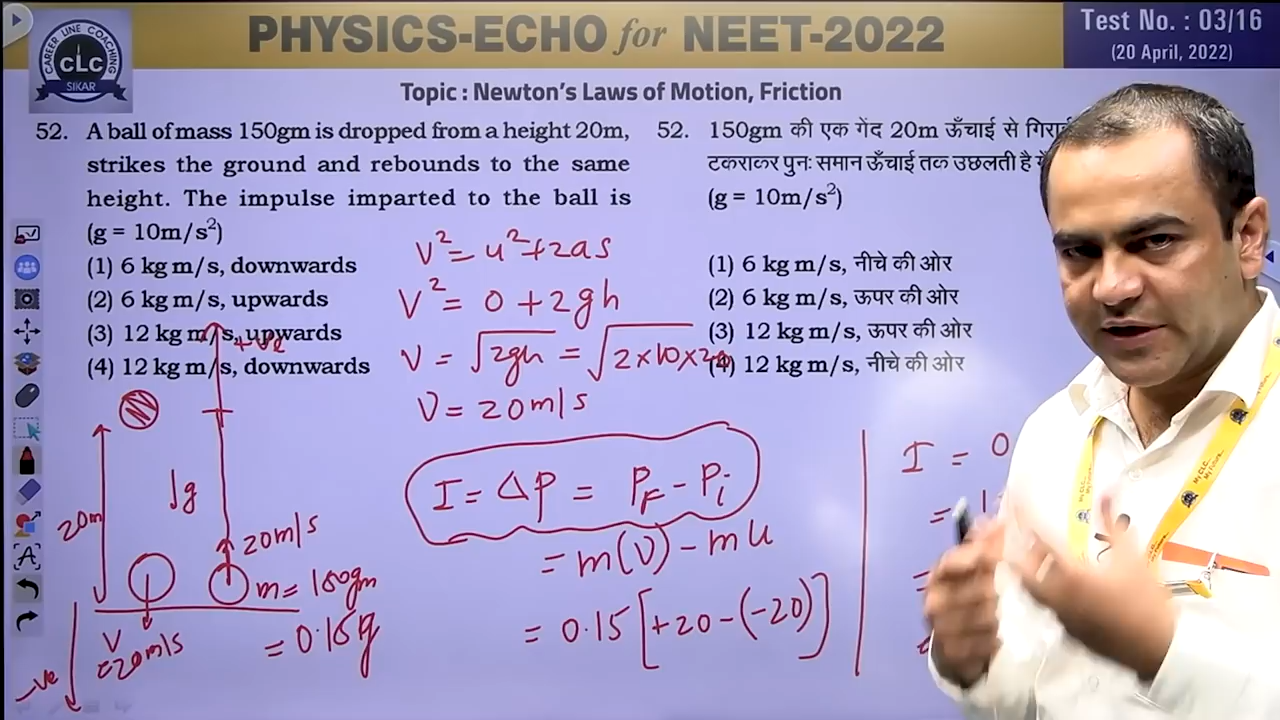 PHYSICS-ECHO for NEET-2022
Test No. : 03/16
(20 April, 2022)
CAREER LINE COACHING
CLC
SIKAR
Topic : Newton's Laws of Motion, Friction
52. A ball of mass 150gm is dropped from a height 20m,
strikes the ground and rebounds to the same
height. The impulse imparted to the ball is
(g = 10m/s²)
(1) 6 kg m/s, downwards
(2) 6 kg m/s, upwards
(3) 12 kg m/s, upwards
(4) 12 kg m/s, downwards
52. 150gm की एक गेंद 20m ऊँचाई से
टकराकर पुनः समान ऊँचाई तक उछलती है
(g = 10m/s²)
(1) 6 kg m/s, नीचे की ओर
(2) 6 kg m/s, ऊपर की ओर
(3) 12 kg m/s, ऊपर की ओर
(4) 12 kg m/s, नीचे की ओर
V² = u² + 2as
V² = 0 + 2gh
V = √2gh = √2×10×20
V = 20m/s
I = Δp = PF - Pi
= m(v) - mu
= 0.15 [+20 - (-20)]
+ve
↓g
20m
20m/s
m = 150gm
= 0.15g
V
=20m/s
-ve
I = 0